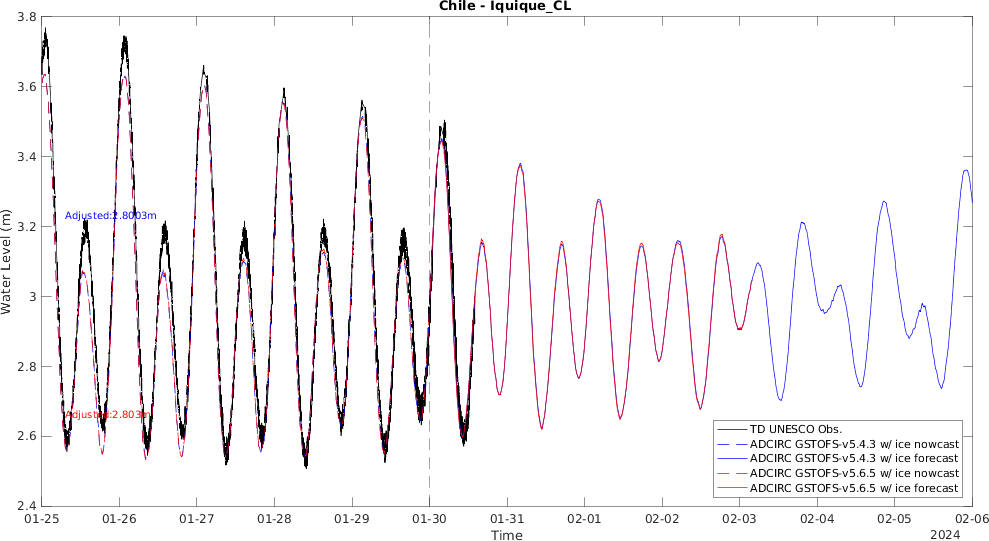 Chile - Iquique_CL
3.8
3.6
3.4
3.2
3
2.8
2.6
2.4
Water Level (m)
Adjusted:2.8003m
Adjusted:2.803m
TD UNESCO Obs.
ADCIRC GSTOFS-v5.4.3 w/ ice nowcast
ADCIRC GSTOFS-v5.4.3 w/ ice forecast
ADCIRC GSTOFS-v5.6.5 w/ ice nowcast
ADCIRC GSTOFS-v5.6.5 w/ ice forecast
01-25 01-26 01-27 01-28 01-29 01-30 01-31 02-01 02-02 02-03 02-04 02-05 02-06
Time
2024